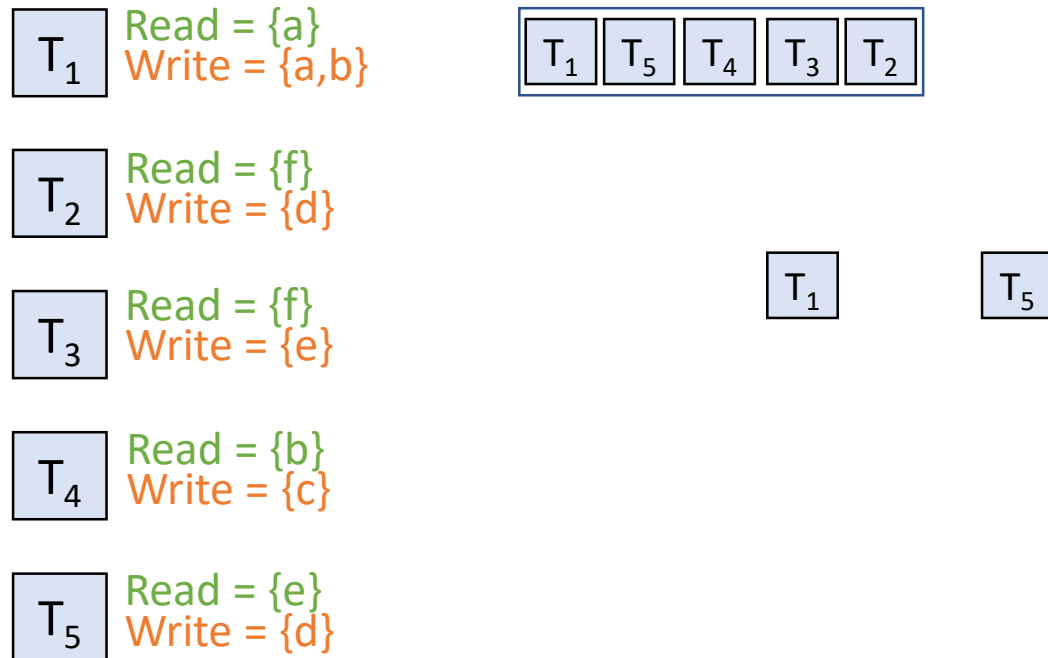 T₁
Read = {a}
Write = {a,b}
T₁ T₅ T₄ T₃ T₂
T₂
Read = {f}
Write = {d}
T₁ T₅
T₃
Read = {f}
Write = {e}
T₄
Read = {b}
Write = {c}
T₅
Read = {e}
Write = {d}